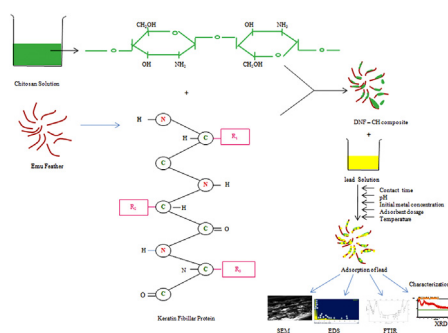 CH₂OH
OH
NH₂
O
O
O
O
O
OH
NH₂
CH₂OH
Chitosan Solution
+
DNF – CH composite
Emu Feather
H
N
H
C
R₁
C
N
H
R₂
C
H
C
O
H
N
N
C
R₃
O
C
Keratin Fibillar Protein
+
lead Solution
Contact time
pH
Initial metal concentration
Adsorbent dosage
Temperature
Adsorption of lead
Characterization
SEM
EDS
FTIR
XRD